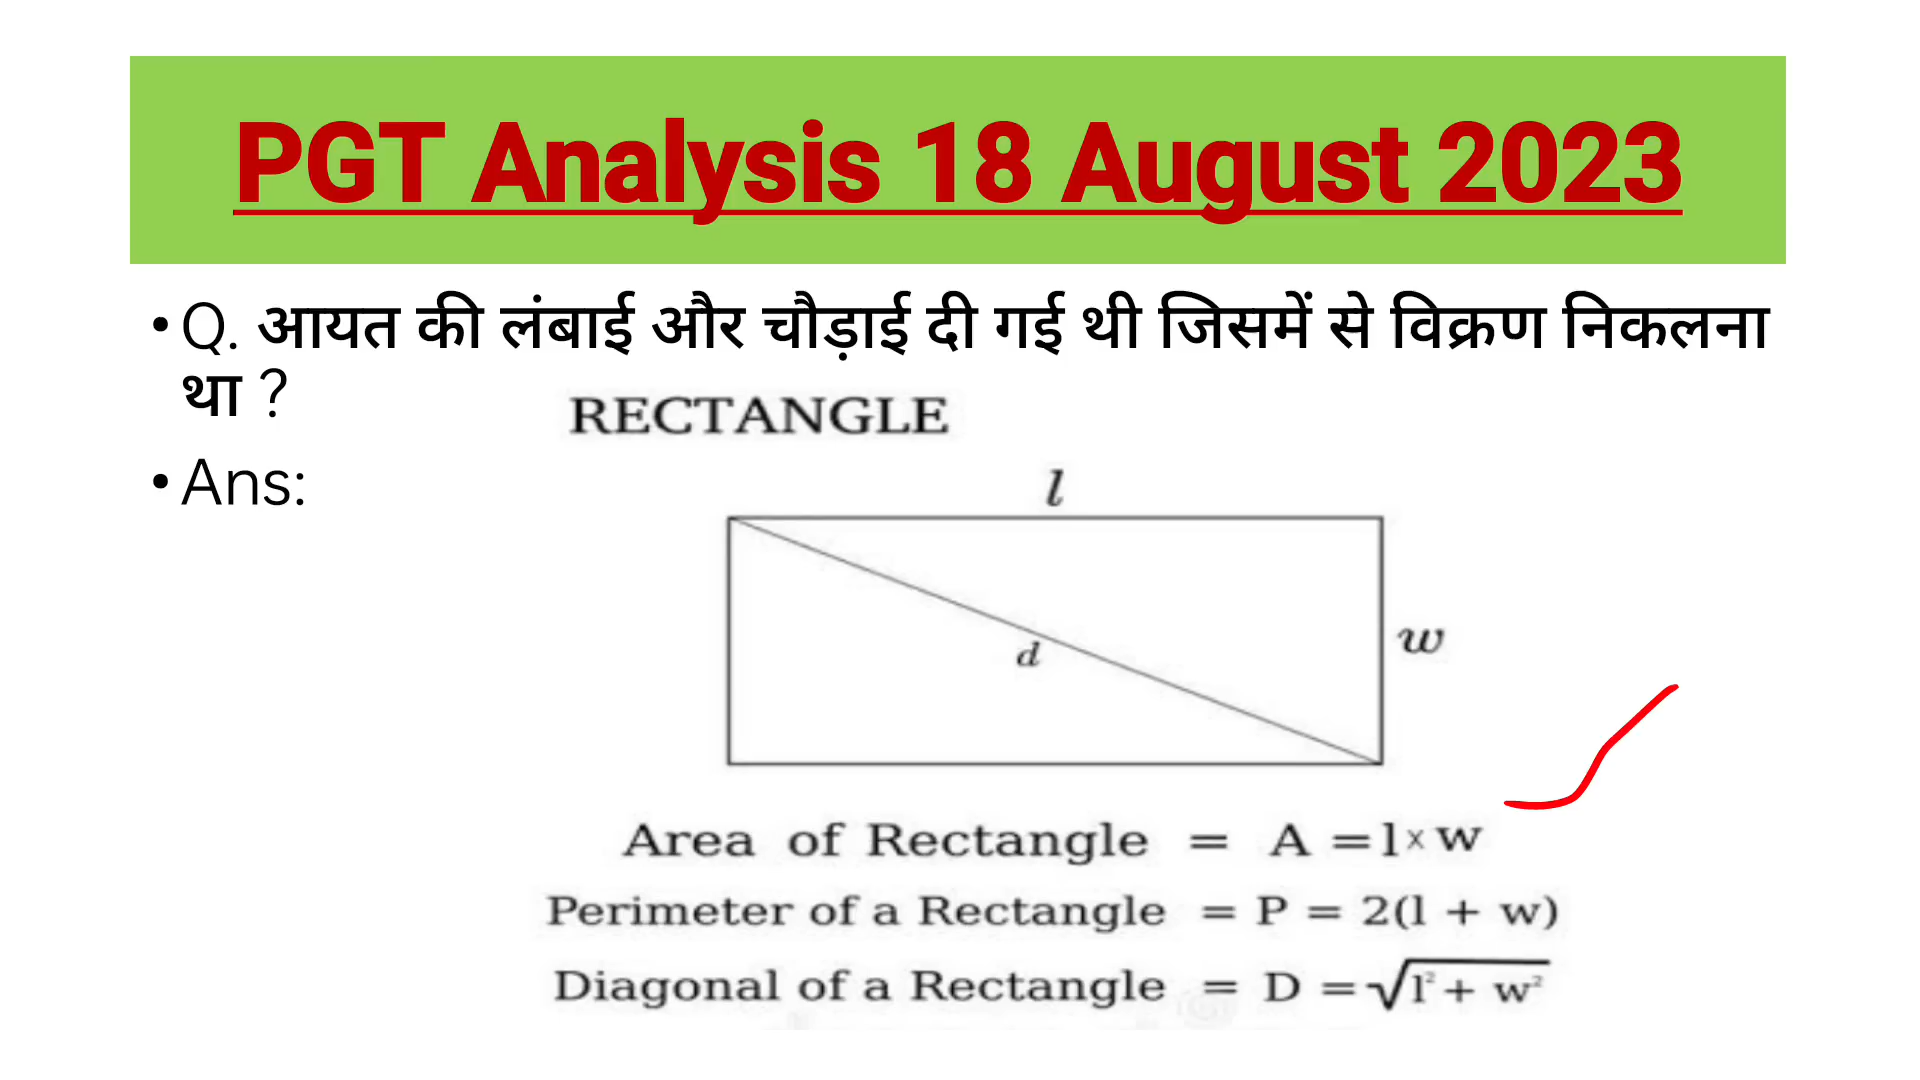 PGT Analysis 18 August 2023
• Q. आयत की लंबाई और चौड़ाई दी गई थी जिसमें से विक्रण निकलना
था ?
RECTANGLE
• Ans:
l
d
w
Area of Rectangle = A = l × w
Perimeter of a Rectangle = P = 2(l + w)
Diagonal of a Rectangle = D = √l² + w²